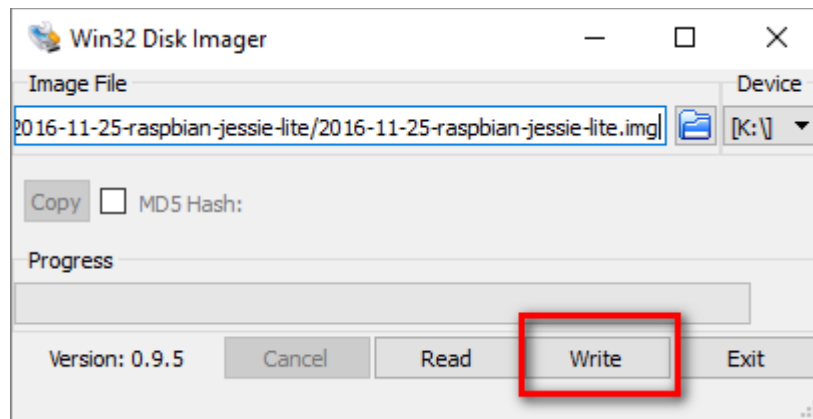 Win32 Disk Imager
Image File
Device
2016-11-25-raspbian-jessie-lite/2016-11-25-raspbian-jessie-lite.img
[K:\]
Copy
MD5 Hash:
Progress
Version: 0.9.5
Cancel
Read
Write
Exit